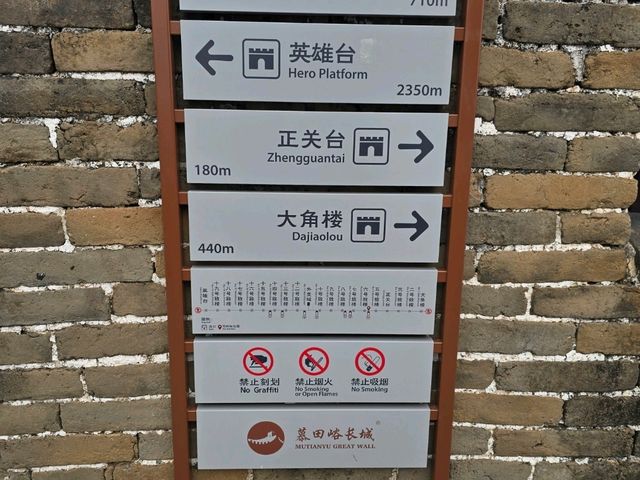 710m
英雄台
Hero Platform
2350m
正关台
Zhengguantai
180m
大角楼
Dajiaolou
440m
禁止刻划
No Graffiti
禁止烟火
No Smoking
or Open Flames
禁止吸烟
No Smoking
慕田峪长城
MUTIANYU GREAT WALL